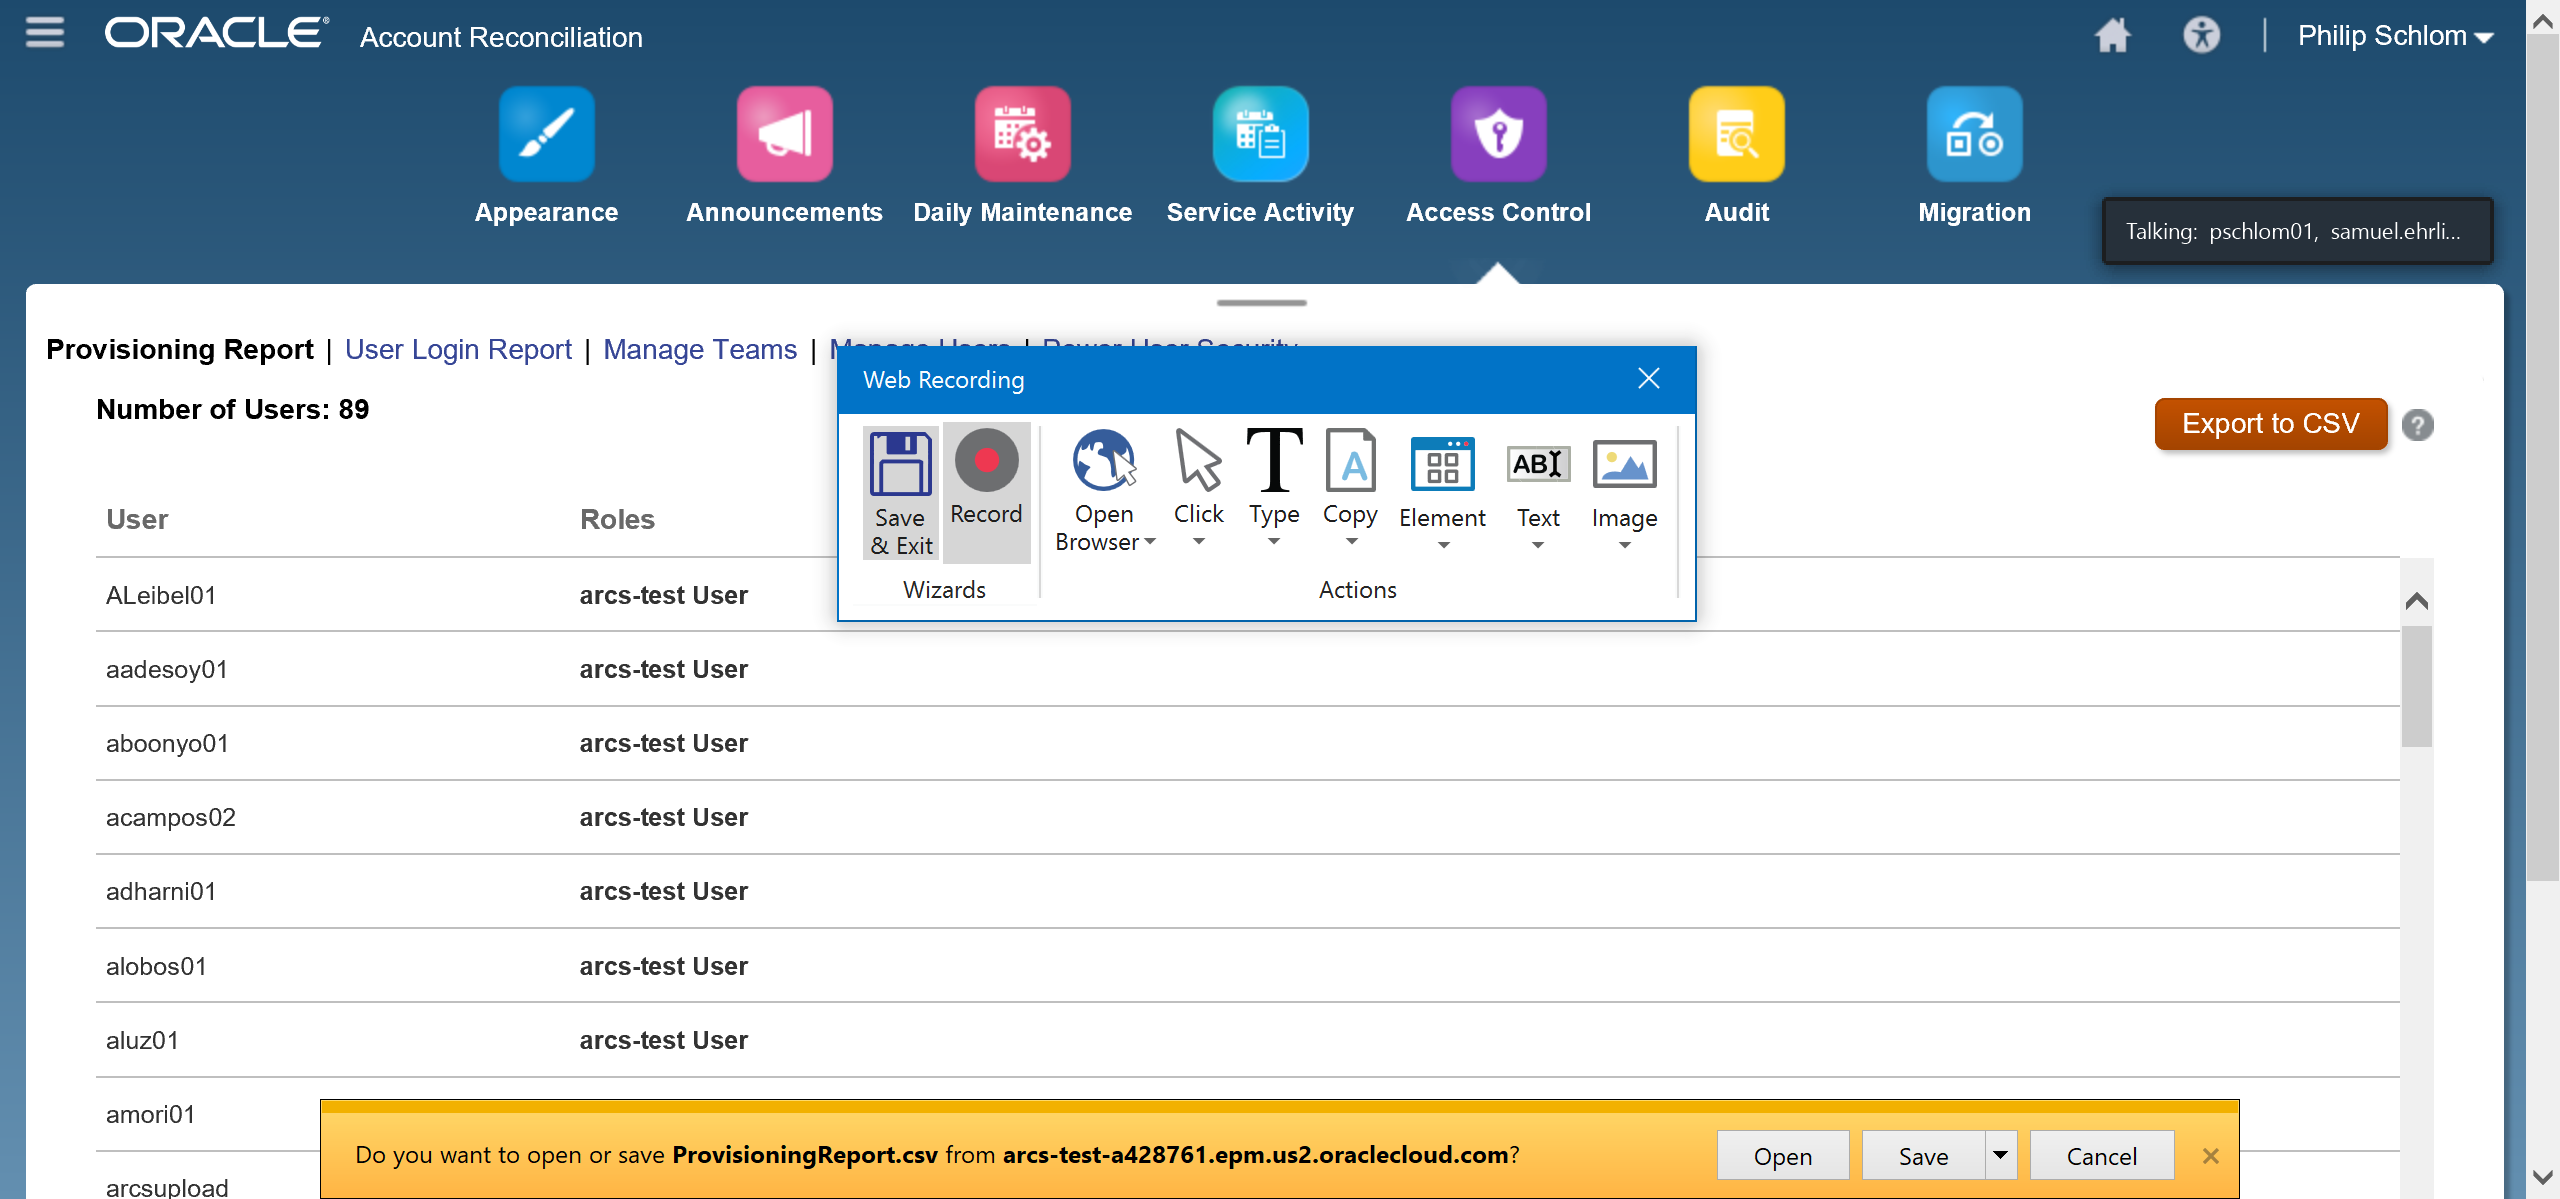 ORACLE® Account Reconciliation
Philip Schlom
Appearance
Announcements
Daily Maintenance
Service Activity
Access Control
Audit
Migration
Talking: pschlom01, samuel.ehrli...
Provisioning Report | User Login Report | Manage Teams | Manage Users | Power User Security
Number of Users: 89
Export to CSV
?
Web Recording
Save & Exit
Record
Open Browser
Click
Type
Copy
Element
Text
Image
Wizards
Actions
User Roles
ALeibel01 arcs-test User
aadesoy01 arcs-test User
aboonyo01 arcs-test User
acampos02 arcs-test User
adharni01 arcs-test User
alobos01 arcs-test User
aluz01 arcs-test User
amori01
arcsupload
Do you want to open or save ProvisioningReport.csv from arcs-test-a428761.epm.us2.oraclecloud.com?
Open
Save
Cancel